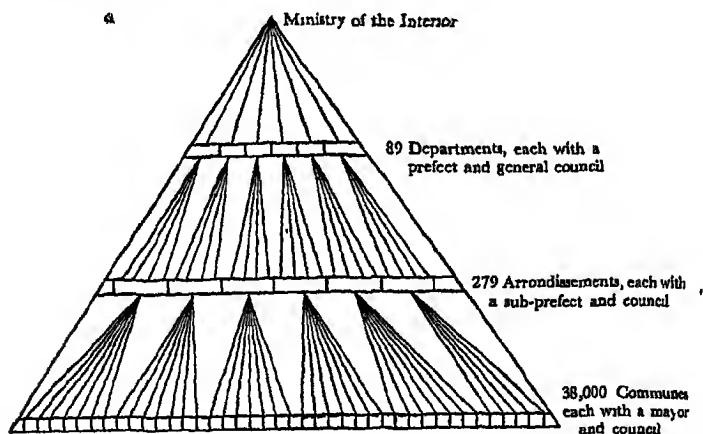 Ministry of the Interior
89 Departments, each with a
prefect and general council
279 Arrondissements, each with
a sub-prefect and council
38,000 Communes
each with a mayor
and council